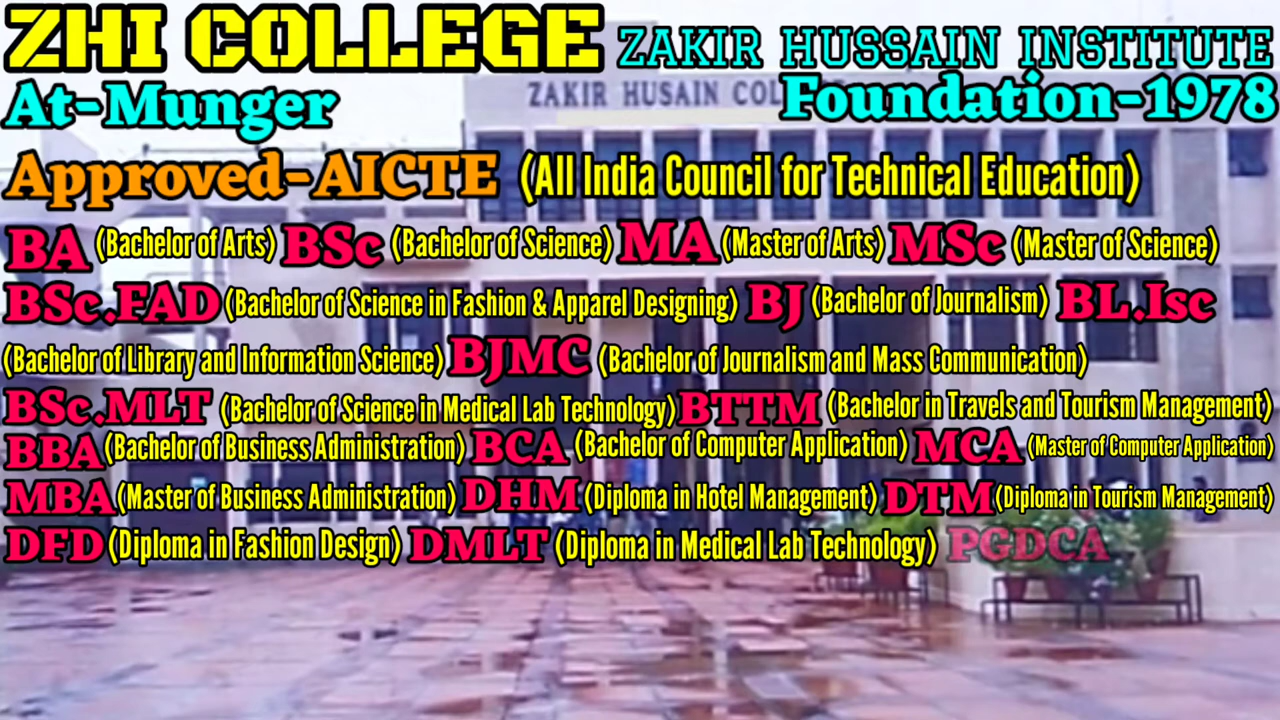 ZHI COLLEGE ZAKIR HUSSAIN INSTITUTE
ZAKIR HUSAIN
At-Munger Foundation-1978
Approved-AICTE (All India Council for Technical Education)
BA (Bachelor of Arts) BSc (Bachelor of Science) MA (Master of Arts) MSc (Master of Science)
BSc.FAD (Bachelor of Science in Fashion & Apparel Designing) BJ (Bachelor of Journalism) BL.Isc
(Bachelor of Library and Information Science) BJMC (Bachelor of Journalism and Mass Communication)
BSc.MLT (Bachelor of Science in Medical Lab Technology) BTTM (Bachelor in Travels and Tourism Management)
BBA (Bachelor of Business Administration) BCA (Bachelor of Computer Application) MCA (Master of Computer Application)
MBA (Master of Business Administration) DHM (Diploma in Hotel Management) DTM (Diploma in Tourism Management)
DFD (Diploma in Fashion Design) DMLT (Diploma in Medical Lab Technology) PGDCA